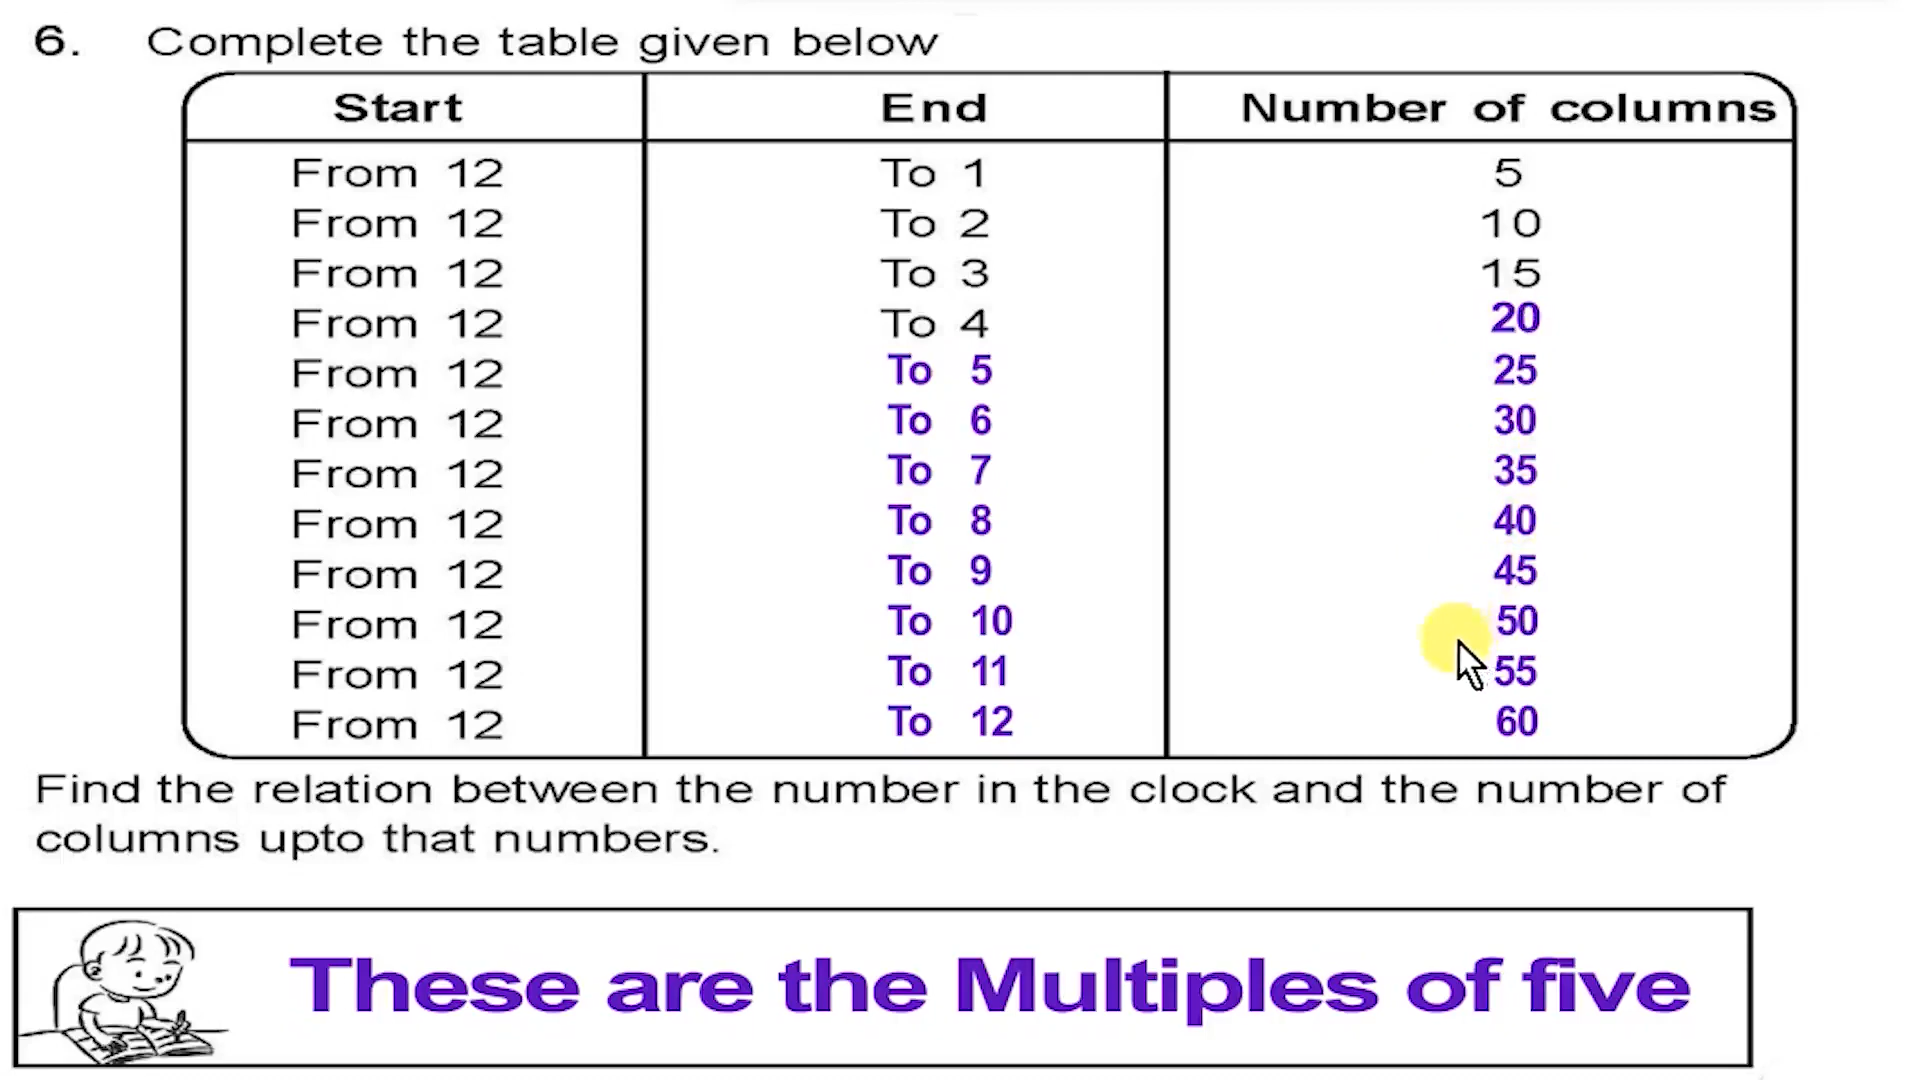 6. Complete the table given below
Start End Number of columns
From 12 To 1 5
From 12 To 2 10
From 12 To 3 15
From 12 To 4 20
From 12 To 5 25
From 12 To 6 30
From 12 To 7 35
From 12 To 8 40
From 12 To 9 45
From 12 To 10 50
From 12 To 11 55
From 12 To 12 60
Find the relation between the number in the clock and the number of
columns upto that numbers.
These are the Multiples of five